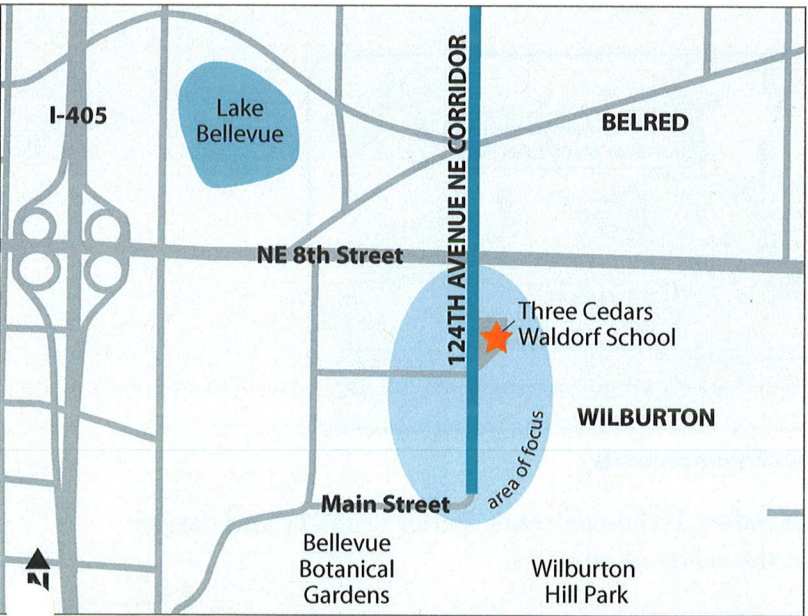 I-405
Lake
Bellevue
124TH AVENUE NE CORRIDOR
BELRED
NE 8th Street
Three Cedars
Waldorf School
WILBURTON
area of focus
Main Street
Bellevue
Botanical
Gardens
Wilburton
Hill Park
N